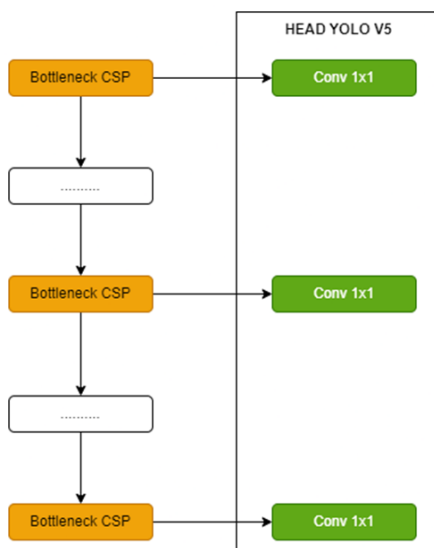 HEAD YOLO V5
Bottleneck CSP
Conv 1x1
..........
Bottleneck CSP
Conv 1x1
..........
Bottleneck CSP
Conv 1x1